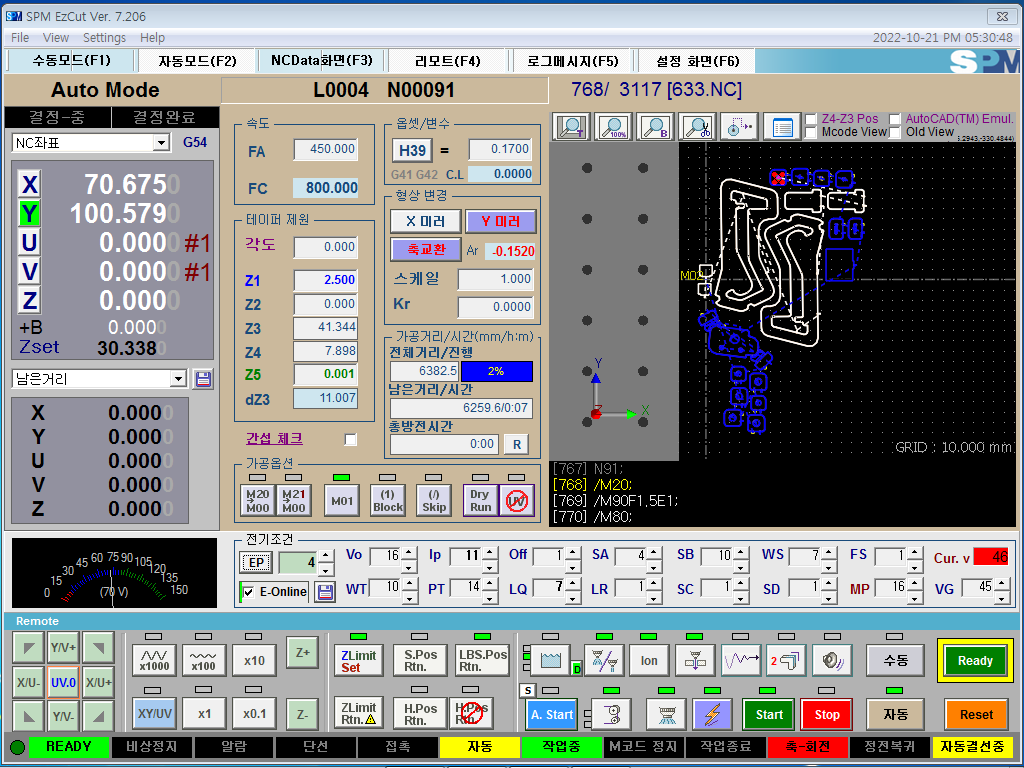 SPM EzCut Ver. 7.206
File View Settings Help
2022-10-21 PM 05:30:48
수동모드(F1) 자동모드(F2) NCData화면(F3) 리모트(F4) 로그메시지(F5) 설정 화면(F6)
SPM
Auto Mode
L0004 N00091
768/ 3117 [633.NC]
결정-중 결정완료
NC좌표 G54
X 70.6750
Y 100.5790
U 0.0000 #1
V 0.0000 #1
Z 0.0000
+B 0.0000
Zset 30.3380
남은거리
X 0.0000
Y 0.0000
U 0.0000
V 0.0000
Z 0.0000
속도
FA 450.000
FC 800.000
테이퍼 제원
각도 0.000
Z1 2.500
Z2 0.000
Z3 41.344
Z4 7.898
Z5 0.001
dZ3 11.007
간섭 체크
옵셋/변수
H39 = 0.1700
G41 G42 C.L 0.0000
형상 변경
X 미러 Y 미러
축교환 Ar -0.1520
스케일 1.000
Kr 0.0000
가공거리/시간(mm/h:m)
전체거리/진행
6382.5 2%
남은거리/시간
6259.6/0:07
총방전시간
0:00 R
가공옵션
M20 M00
M21 M00
M01
(1) Block
(/) Skip
Dry Run
UV
T 100% B
Z4-Z3 Pos AutoCAD(TM) Emul.
Mcode View Old View
M02
Y
Z X
GRID : 10.000 mm
[767] N91;
[768] /M20;
[769] /M90F1.5E1;
[770] /M80;
0 15 30 45 60 75 90 105 120 135 150
(70 V)
전기조건
EP 4
E-Online
Vo 16 Ip 11 Off 1 SA 4 SB 10 WS 7 FS 1 Cur. v 46
WT 10 PT 14 LQ 7 LR 1 SC 1 SD 1 MP 16 VG 45
Remote
Y/V+
X/U- UV.0 X/U+
Y/V-
x1000 x100 x10 Z+
XY/UV x1 x0.1 Z-
ZLimit Set
S.Pos Rtn.
LBS.Pos Rtn.
ZLimit Rtn.
H.Pos Rtn.
H.Pos Rtn.
D Ion 2 수동 Ready
S A. Start Start Stop 자동 Reset
READY 비상정지 알람 단선 접촉 자동 작업중 M코드 정지 작업종료 축-회전 정전복귀 자동결선중